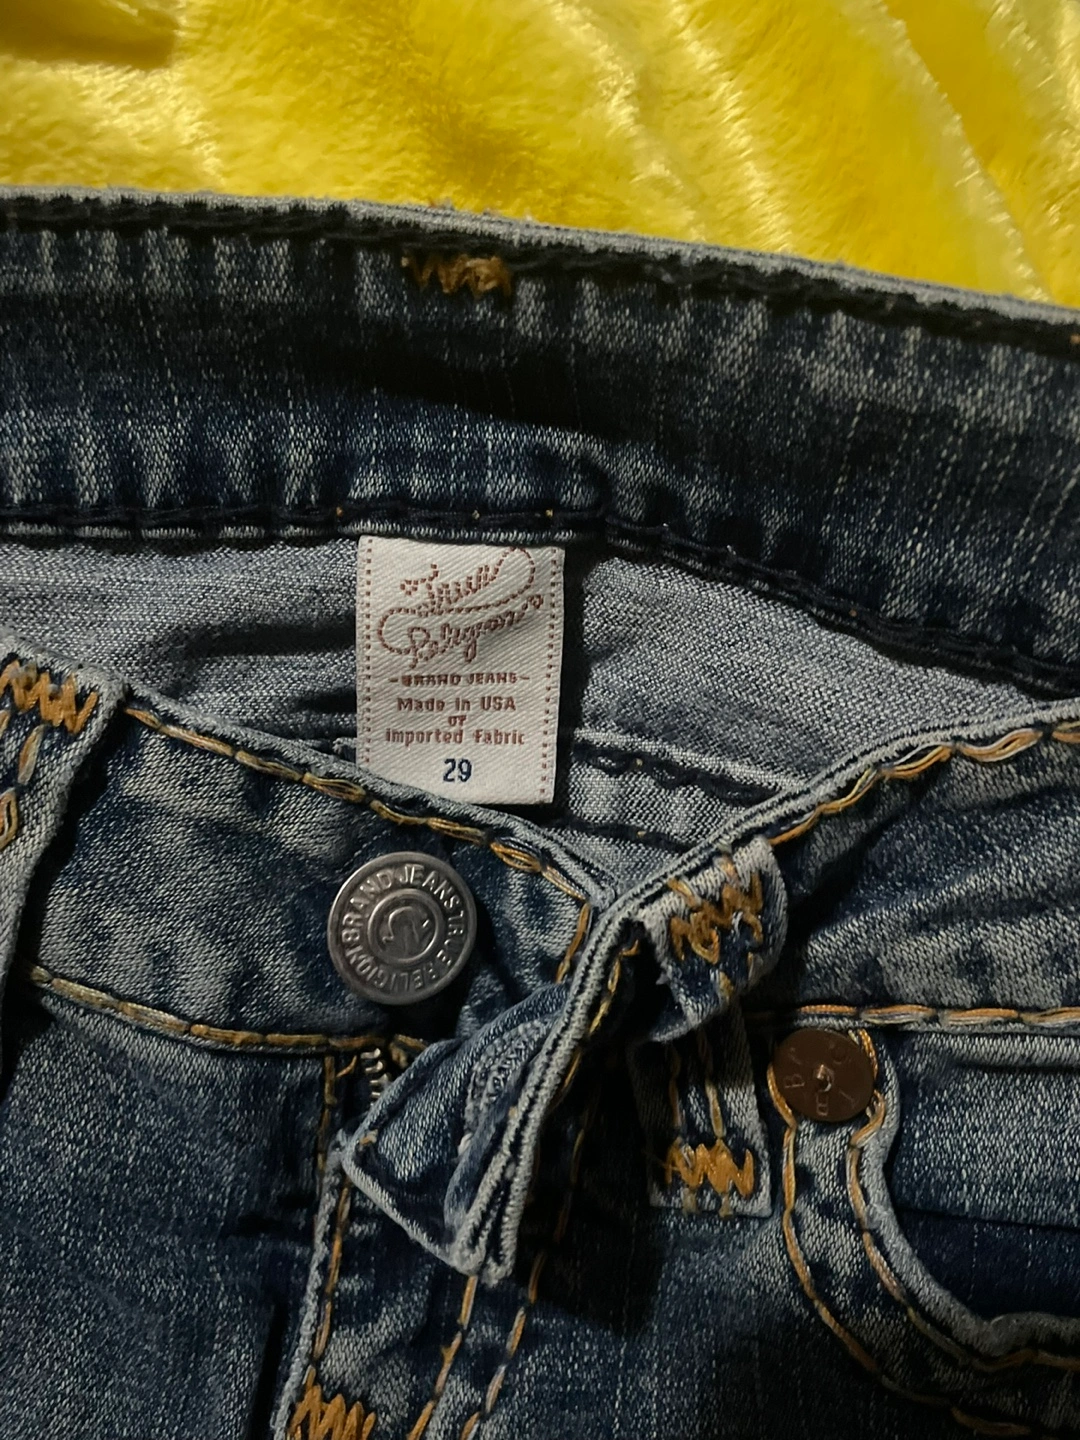 True
Religion
-BRAND JEANS-
Made in USA
OF
imported Fabric
29
TRUE RELIGION BRAND JEANS